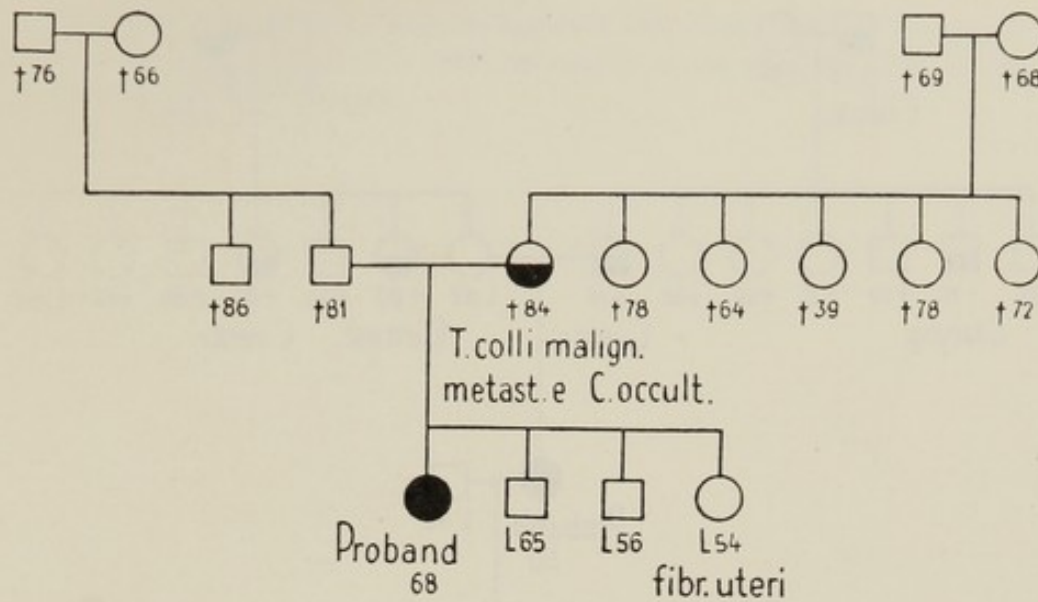 †76 †66 †69 †68
†86 †81 †84 †78 †64 †39 †78 †72
T. colli malign.
metast. e C. occult.
Proband L65 L56 L54
68 fibr. uteri